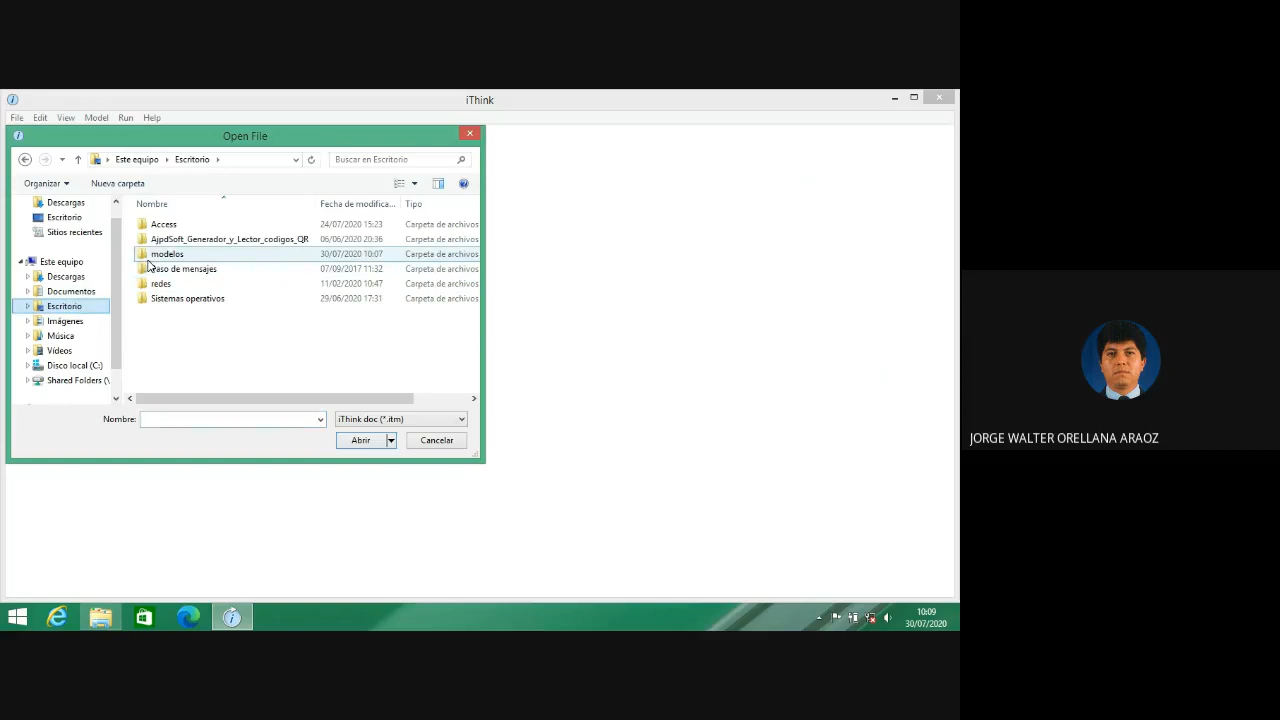 iThink
File Edit View Model Run Help
Open File
Este equipo Escritorio
Buscar en Escritorio
Organizar Nueva carpeta
Descargas
Escritorio
Sitios recientes
Este equipo
Descargas
Documentos
Escritorio
Imágenes
Música
Vídeos
Disco local (C:)
Shared Folders (\
Nombre Fecha de modifica... Tipo
Access 24/07/2020 15:23 Carpeta de archivos
AjpdSoft_Generador_y_Lector_codigos_QR 06/06/2020 20:36 Carpeta de archivos
modelos 30/07/2020 10:07 Carpeta de archivos
aso de mensajes 07/09/2017 11:32 Carpeta de archivos
redes 11/02/2020 10:47 Carpeta de archivos
Sistemas operativos 29/06/2020 17:31 Carpeta de archivos
Nombre: iThink doc (*.itm)
Abrir Cancelar
10:09
30/07/2020
JORGE WALTER ORELLANA ARAOZ